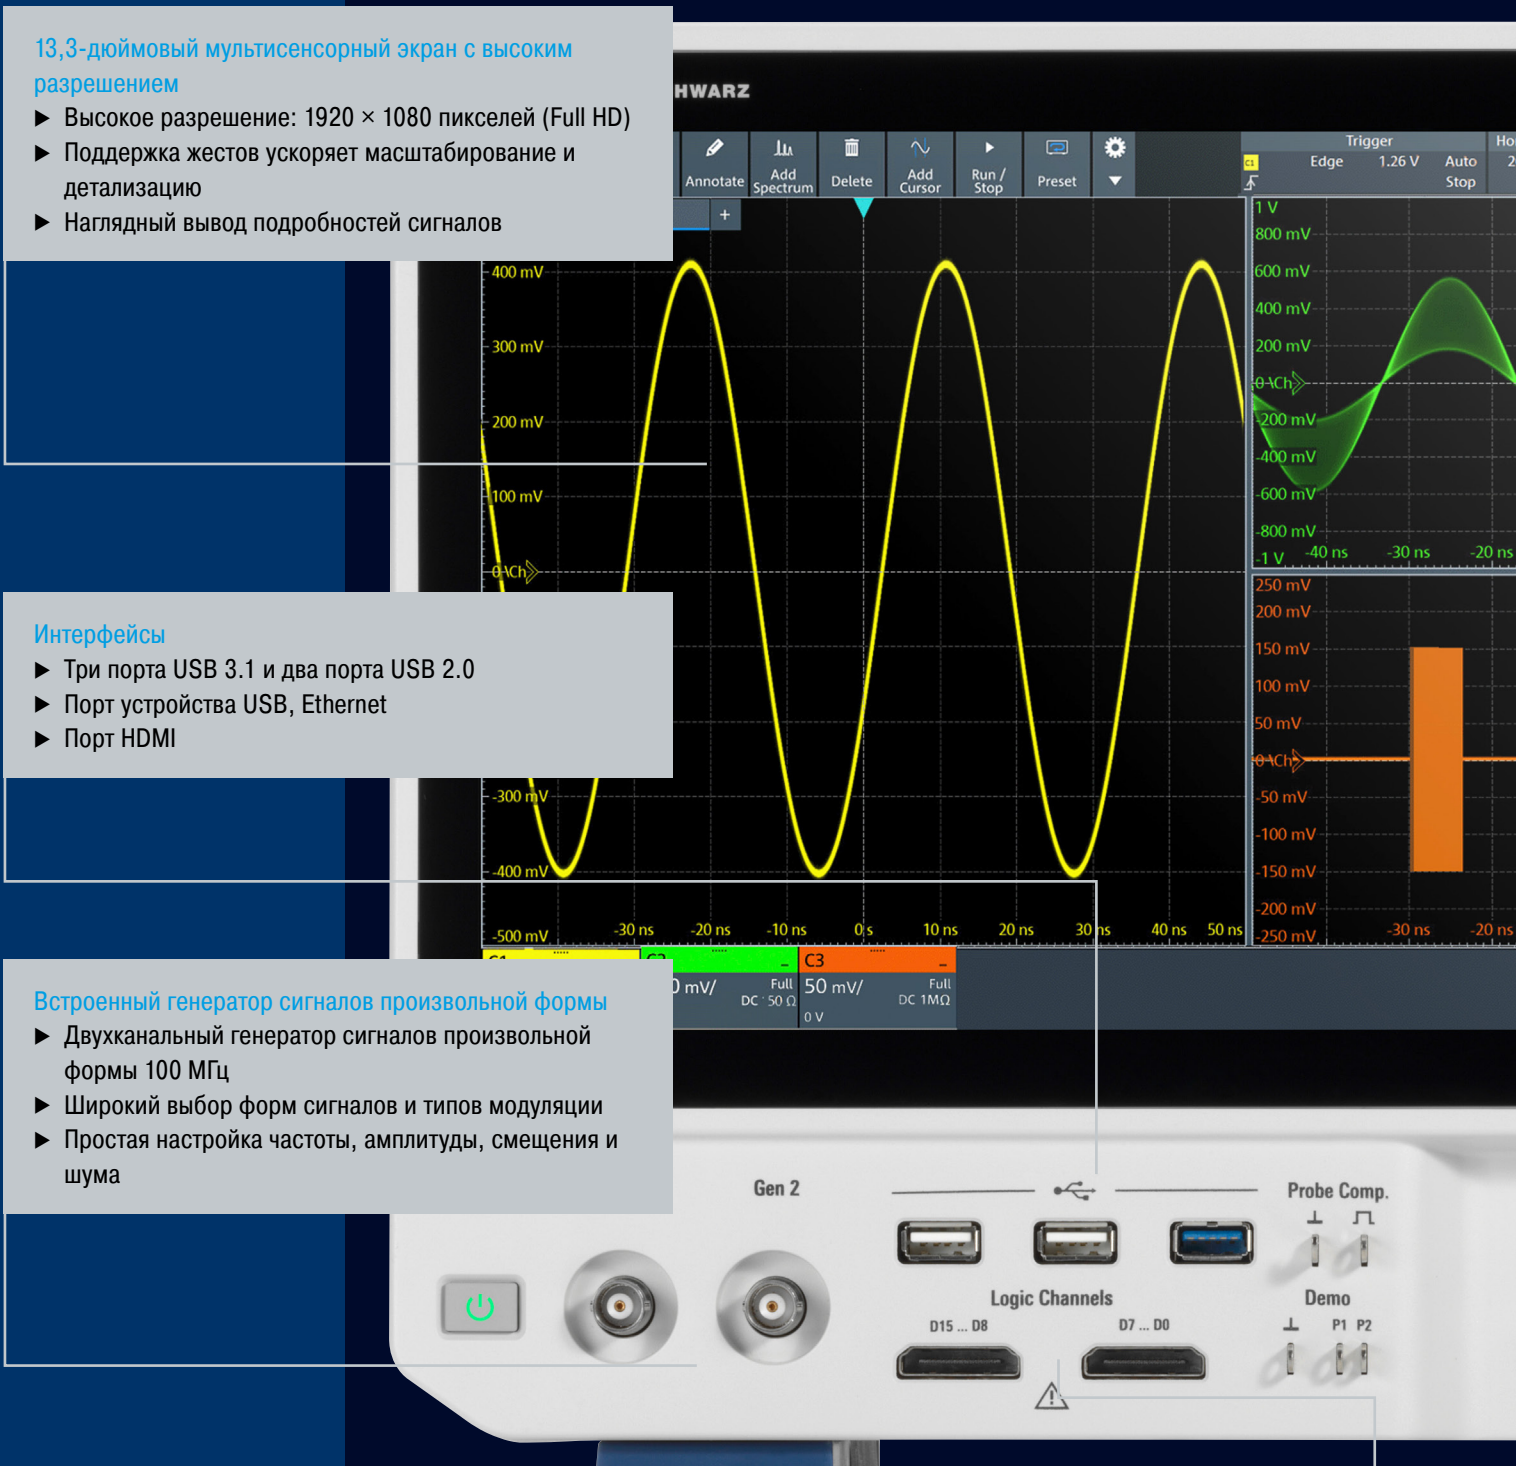 13,3-дюймовый мультисенсорный экран с высоким
разрешением
▶ Высокое разрешение: 1920 × 1080 пикселей (Full HD)
▶ Поддержка жестов ускоряет масштабирование и
детализацию
▶ Наглядный вывод подробностей сигналов
HWARZ
Annotate
Add
Spectrum
Delete
Add
Cursor
Run /
Stop
Preset
Trigger
C1
Edge 1.26 V Auto
Stop
+
400 mV
300 mV
200 mV
100 mV
-300 mV
-400 mV
-500 mV
-30 ns -20 ns -10 ns 0 s 10 ns 20 ns 30 ns 40 ns 50 ns
1 V
800 mV
600 mV
400 mV
200 mV
-200 mV
-400 mV
-600 mV
-800 mV
-1 V
-40 ns -30 ns -20 ns
250 mV
200 mV
150 mV
100 mV
50 mV
-50 mV
-100 mV
-150 mV
-200 mV
-250 mV
-30 ns -20 ns
Интерфейсы
▶ Три порта USB 3.1 и два порта USB 2.0
▶ Порт устройства USB, Ethernet
▶ Порт HDMI
C3
mV/ Full
DC 50 Ω
50 mV/ Full
DC 1MΩ
0 V
Встроенный генератор сигналов произвольной формы
▶ Двухканальный генератор сигналов произвольной
формы 100 МГц
▶ Широкий выбор форм сигналов и типов модуляции
▶ Простая настройка частоты, амплитуды, смещения и
шума
Gen 2
Probe Comp.
Logic Channels
D15 ... D8
D7 ... D0
Demo
P1 P2